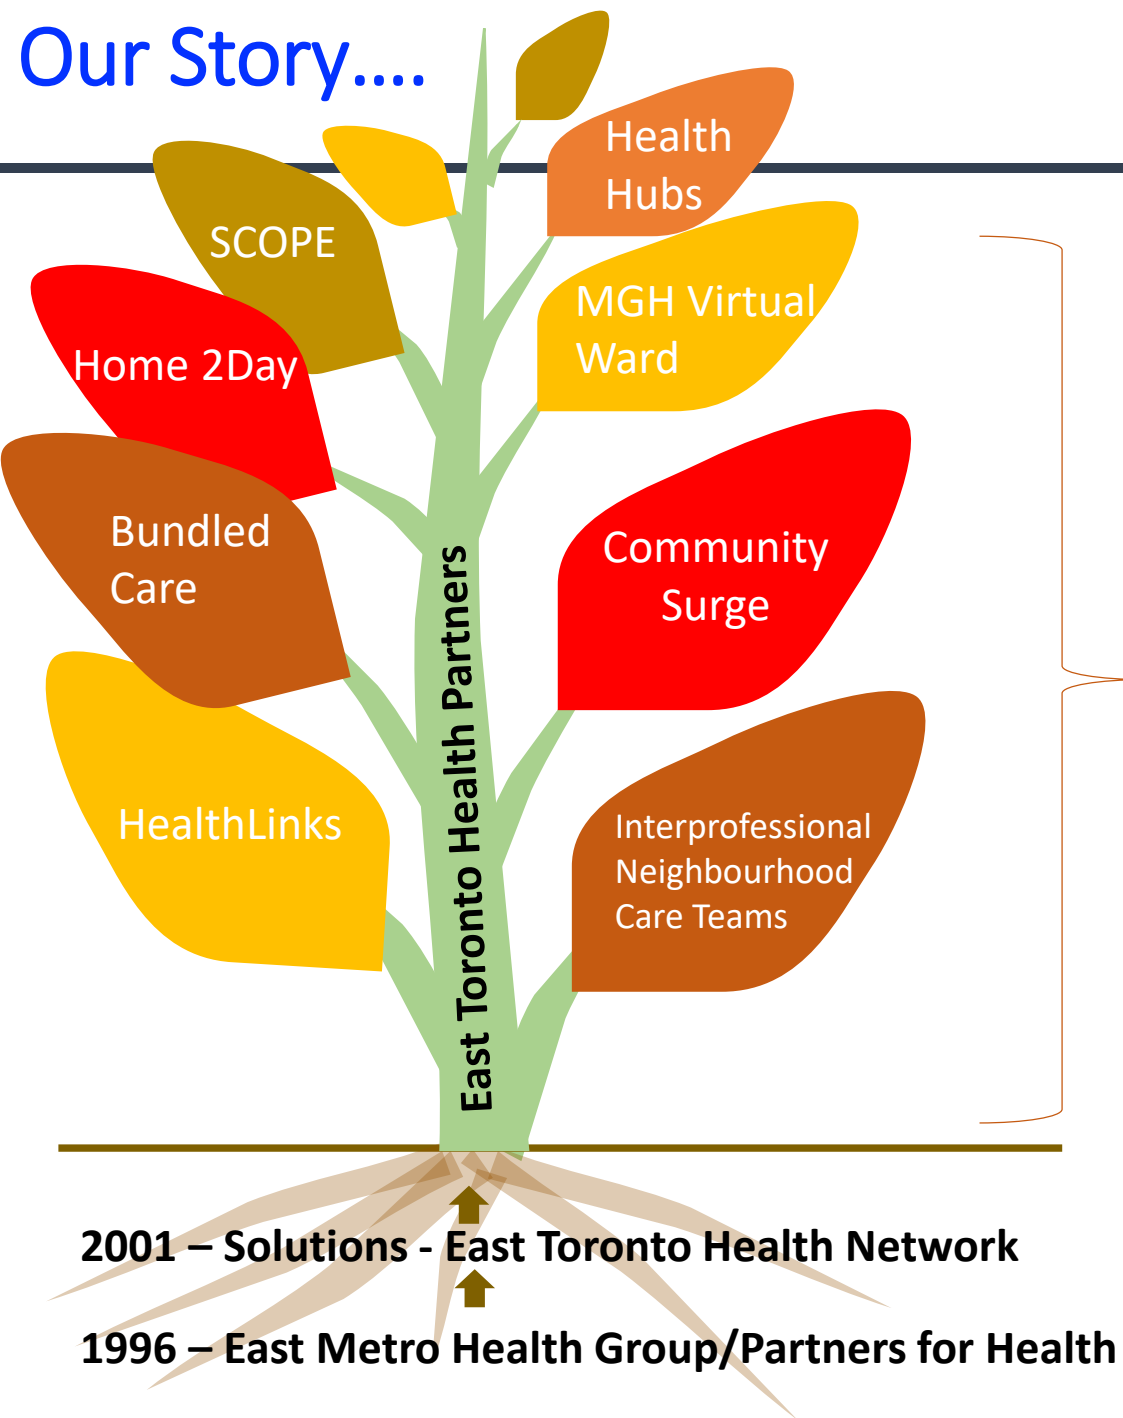 Our Story....
Health
Hubs
SCOPE
MGH Virtual
Ward
Home 2Day
Bundled
Care
Community
Surge
HealthLinks
Interprofessional
Neighbourhood
Care Teams
East Toronto Health Partners
2001 – Solutions - East Toronto Health Network
1996 – East Metro Health Group/Partners for Health